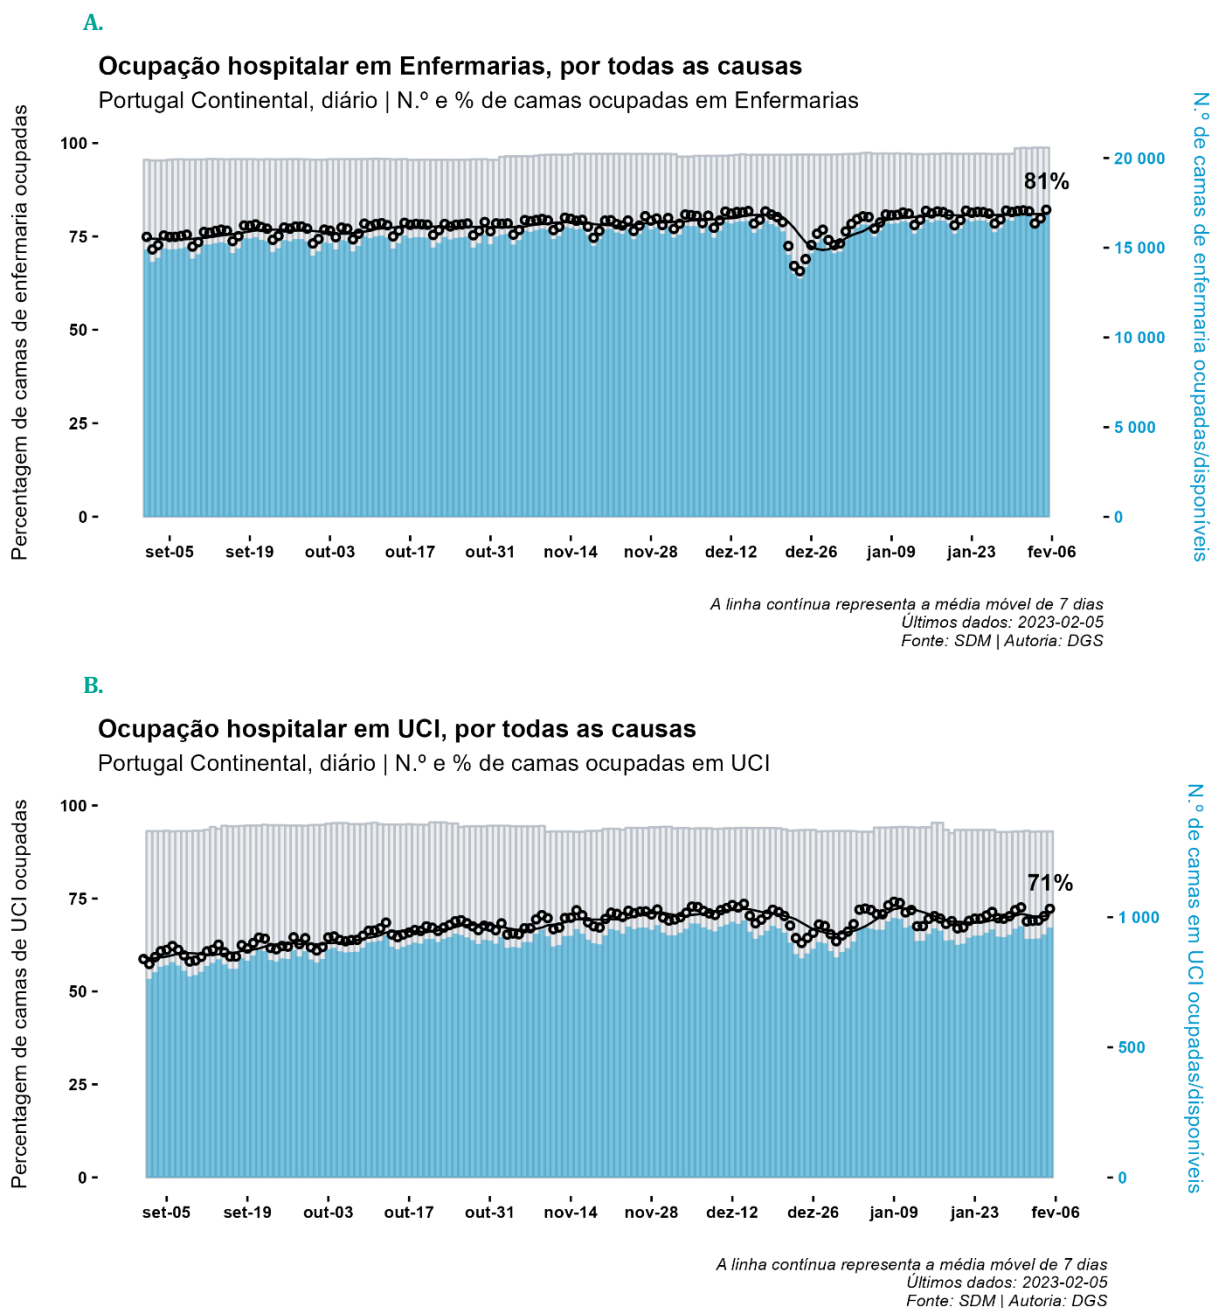 A.
Ocupação hospitalar em Enfermarias, por todas as causas
Portugal Continental, diário | N.º e % de camas ocupadas em Enfermarias
Percentagem de camas de enfermaria ocupadas
100
75
50
25
0
81%
20 000
15 000
10 000
5 000
0
N.º de camas de enfermaria ocupadas/disponíveis
set-05 set-19 out-03 out-17 out-31 nov-14 nov-28 dez-12 dez-26 jan-09 jan-23 fev-06
A linha contínua representa a média móvel de 7 dias
Últimos dados: 2023-02-05
Fonte: SDM | Autoria: DGS
B.
Ocupação hospitalar em UCI, por todas as causas
Portugal Continental, diário | N.º e % de camas ocupadas em UCI
Percentagem de camas de UCI ocupadas
100
75
50
25
0
71%
1 000
500
0
N.º de camas em UCI ocupadas/disponíveis
set-05 set-19 out-03 out-17 out-31 nov-14 nov-28 dez-12 dez-26 jan-09 jan-23 fev-06
A linha contínua representa a média móvel de 7 dias
Últimos dados: 2023-02-05
Fonte: SDM | Autoria: DGS